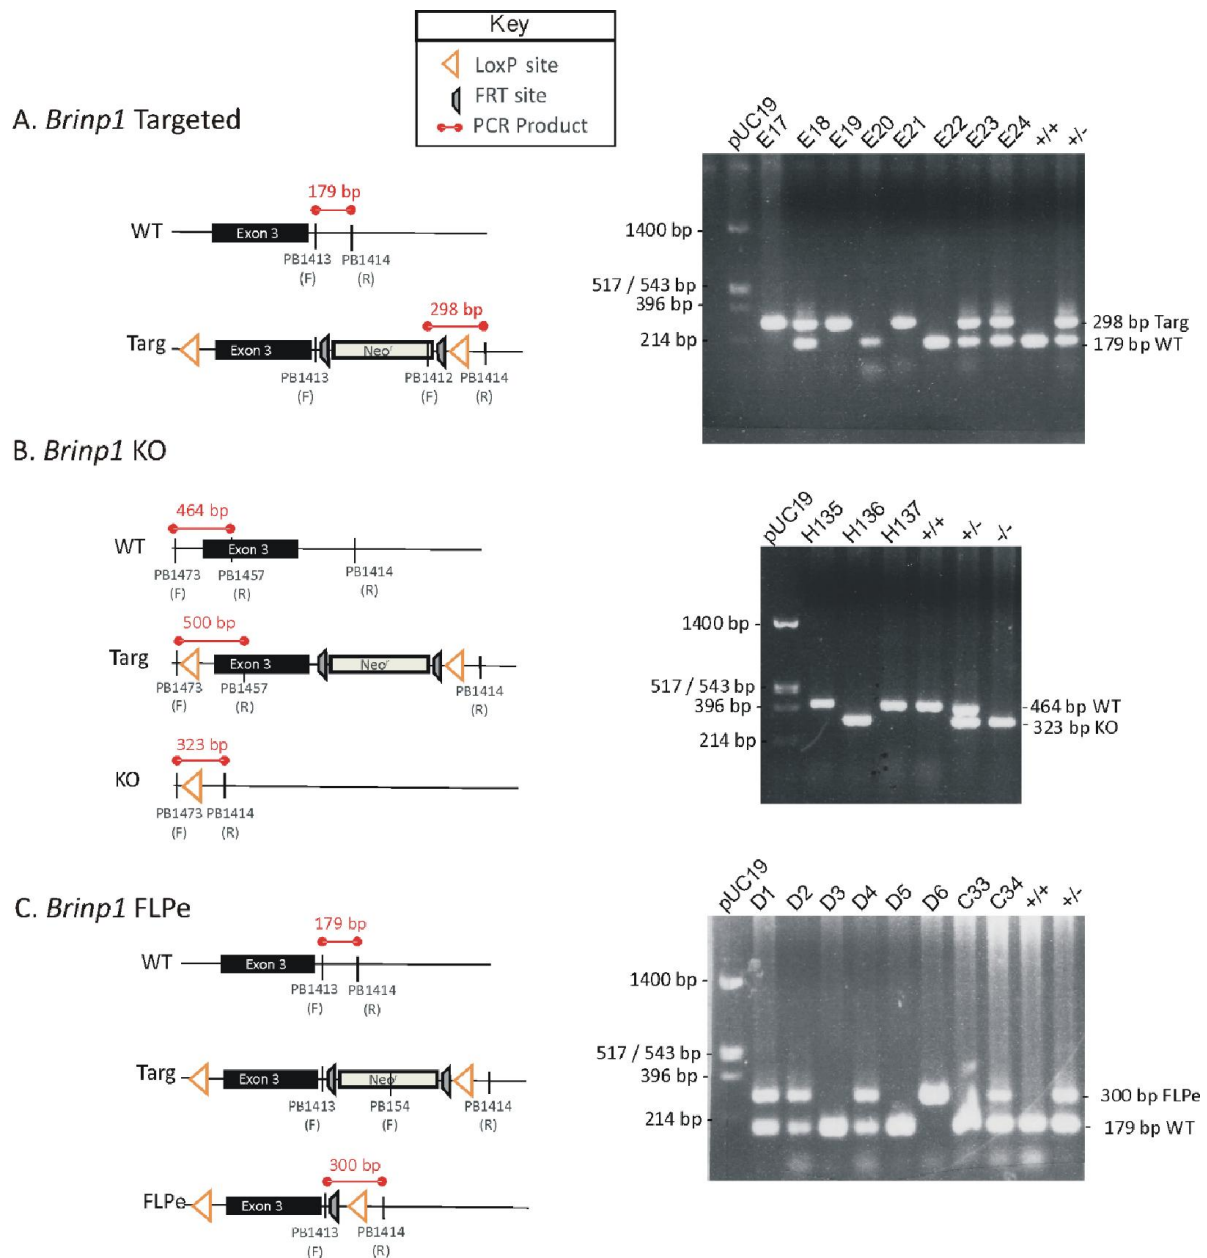 Key
LoxP site
FRT site
PCR Product
A. Brinp1 Targeted
179 bp
WT
Exon 3
PB1413
(F)
PB1414
(R)
298 bp
Targ
Exon 3
Neoʳ
PB1413
(F)
PB1412
(F)
PB1414
(R)
pUC19
E17
E18
E19
E20
E21
E22
E23
E24
+/+
+/-
1400 bp
517 / 543 bp
396 bp
214 bp
298 bp Targ
179 bp WT
B. Brinp1 KO
464 bp
WT
Exon 3
PB1473
(F)
PB1457
(R)
PB1414
(R)
500 bp
Targ
Exon 3
Neoʳ
PB1473
(F)
PB1457
(R)
PB1414
(R)
323 bp
KO
PB1473
(F)
PB1414
(R)
pUC19
H135
H136
H137
+/+
+/-
-/-
1400 bp
517 / 543 bp
396 bp
214 bp
464 bp WT
323 bp KO
C. Brinp1 FLPe
179 bp
WT
Exon 3
PB1413
(F)
PB1414
(R)
Targ
Exon 3
Neoʳ
PB1413
(F)
PB154
(F)
PB1414
(R)
300 bp
FLPe
Exon 3
PB1413
(F)
PB1414
(R)
pUC19
D1
D2
D3
D4
D5
D6
C33
C34
+/+
+/-
1400 bp
517 / 543 bp
396 bp
214 bp
300 bp FLPe
179 bp WT